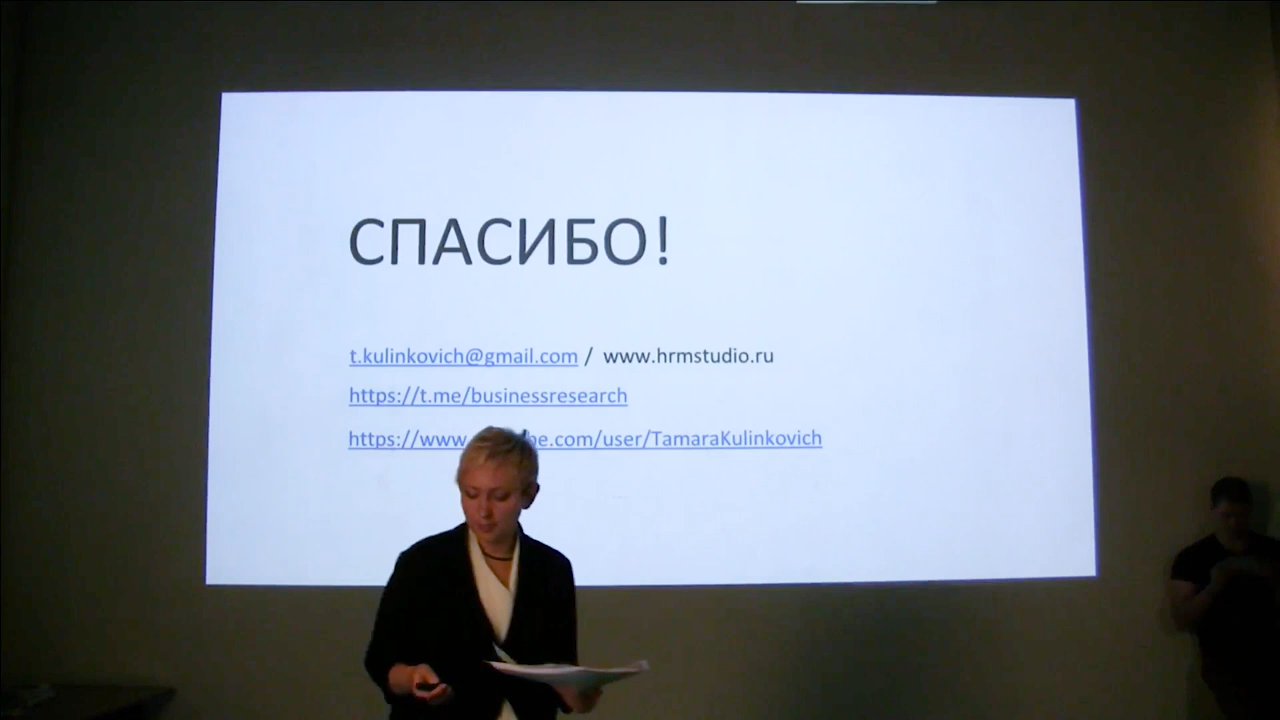 СПАСИБО!
t.kulinkovich@gmail.com / www.hrmstudio.ru
https://t.me/businessresearch
https://www be.com/user/TamaraKulinkovich